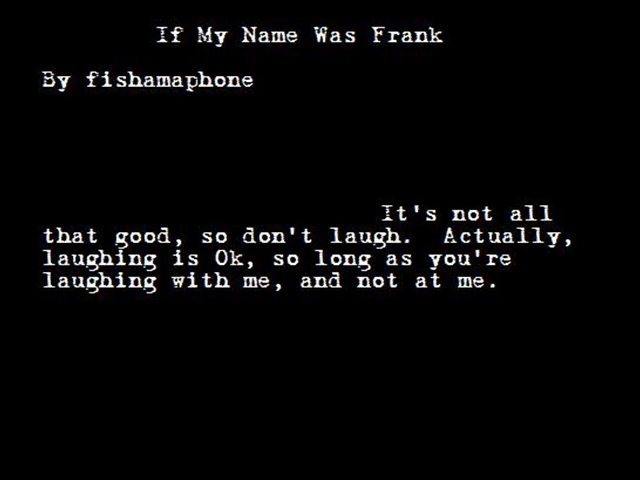 If My Name Was Frank
By fishamaphone
It's not all
that good, so don't laugh.  Actually,
laughing is Ok, so long as you're
laughing with me, and not at me.